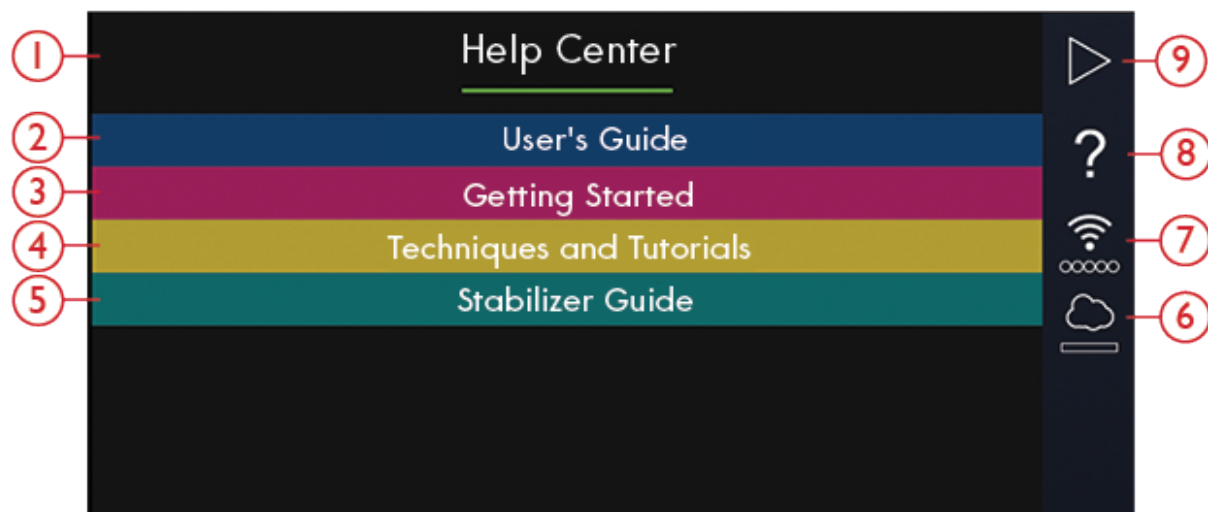 1
Help Center
9
2
User's Guide
8
?
3
Getting Started
4
Techniques and Tutorials
7
5
Stabilizer Guide
6